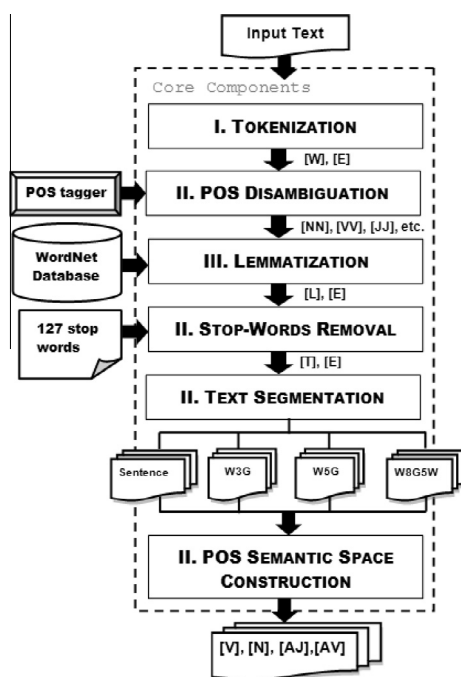 Input Text
Core Components
I. TOKENIZATION
[W], [E]
POS tagger
II. POS DISAMBIGUATION
[NN], [VV], [JJ], etc.
WordNet
Database
III. LEMMATIZATION
[L], [E]
127 stop
words
II. STOP-WORDS REMOVAL
[T], [E]
II. TEXT SEGMENTATION
Sentence
W3G
W5G
W8G5W
II. POS SEMANTIC SPACE
CONSTRUCTION
[V], [N], [AJ],[AV]